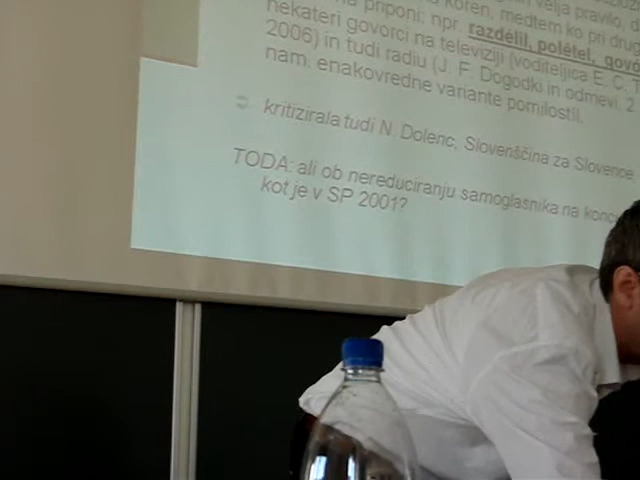 koren, medtem ko pri drug
na priponi: npr. razdelil, poletel,
nekateri govorci na televiziji (voditeljica E. C. T
2006) in tudi radiu (J. F. Dogodki in odmevi, 2
nam. enakovredne variante pomilostil.
kritizirala tudi N. Dolenc, Slovenščina za Slovence,
TODA: ali ob nereduciranju samoglasnika na konc
kot je v SP 2001?